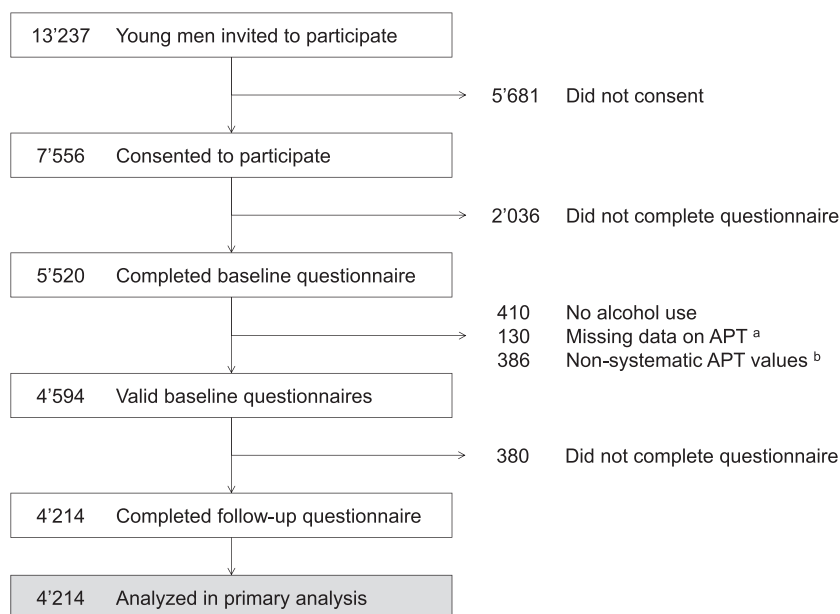 13’237 Young men invited to participate
5’681 Did not consent
7’556 Consented to participate
2’036 Did not complete questionnaire
5’520 Completed baseline questionnaire
410 No alcohol use
130 Missing data on APT a
386 Non-systematic APT values b
4’594 Valid baseline questionnaires
380 Did not complete questionnaire
4’214 Completed follow-up questionnaire
4’214 Analyzed in primary analysis